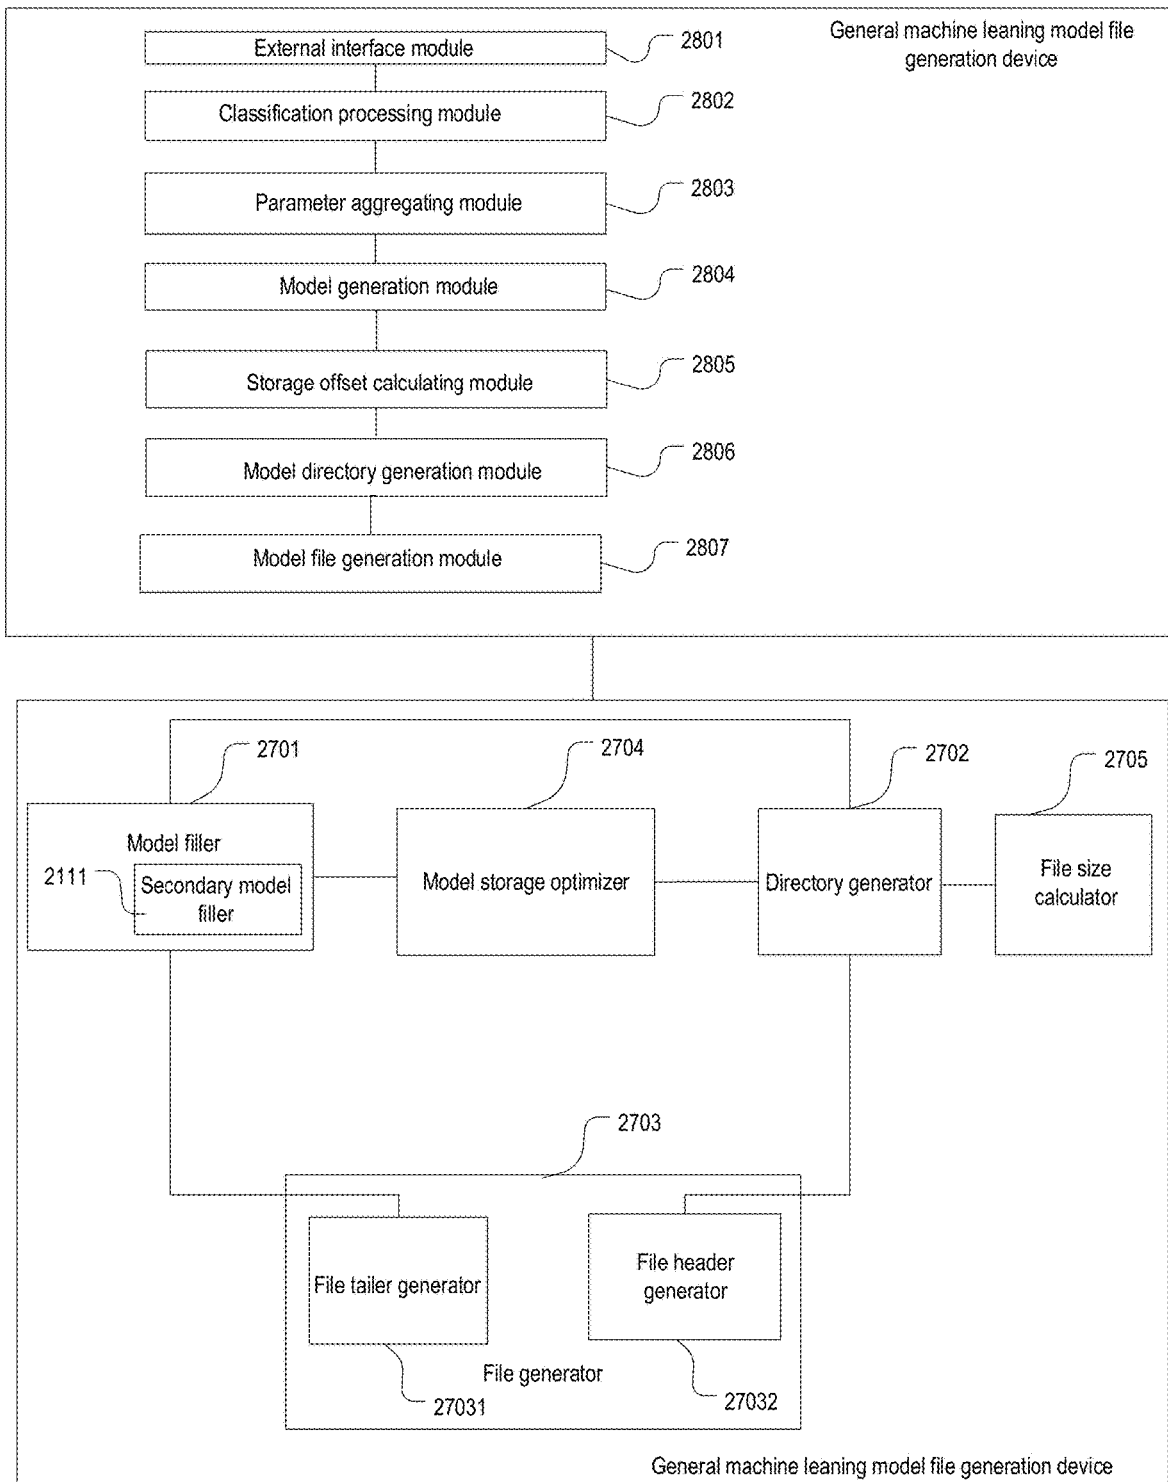 General machine leaning model file
generation device
External interface module
2801
Classification processing module
2802
Parameter aggregating module
2803
Model generation module
2804
Storage offset calculating module
2805
Model directory generation module
2806
Model file generation module
2807
2701
2704
2702
2705
Model filler
2111
Secondary model
filler
Model storage optimizer
Directory generator
File size
calculator
2703
File tailer generator
File header
generator
File generator
27031
27032
General machine leaning model file generation device